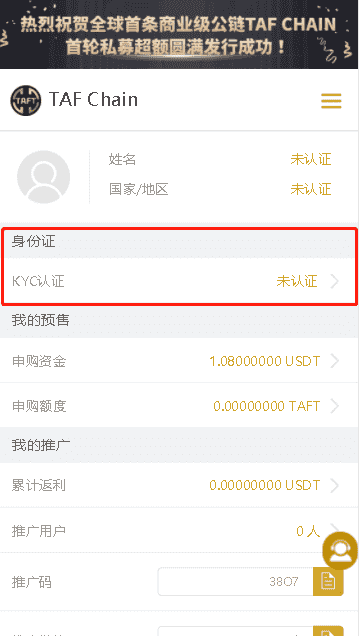 热烈祝贺全球首条商业级公链TAF CHAIN
首轮私募超额圆满发行成功！
TAFT
TAF Chain
姓名 未认证
国家/地区 未认证
身份证
KYC认证 未认证
我的预售
申购资金 1.08000000 USDT
申购额度 0.00000000 TAFT
我的推广
累计返利 0.00000000 USDT
推广用户 0 人
推广码 38O7